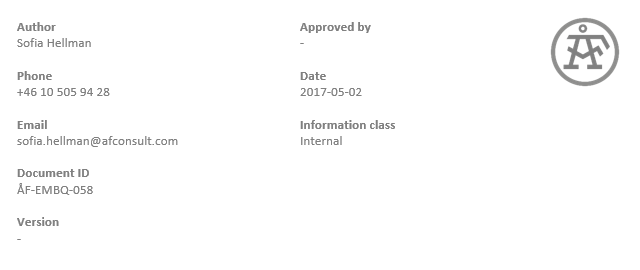 Author
Sofia Hellman
Phone
+46 10 505 94 28
Email
sofia.hellman@afconsult.com
Document ID
ÅF-EMBQ-058
Version
-
Approved by
-
Date
2017-05-02
Information class
Internal
ÅF